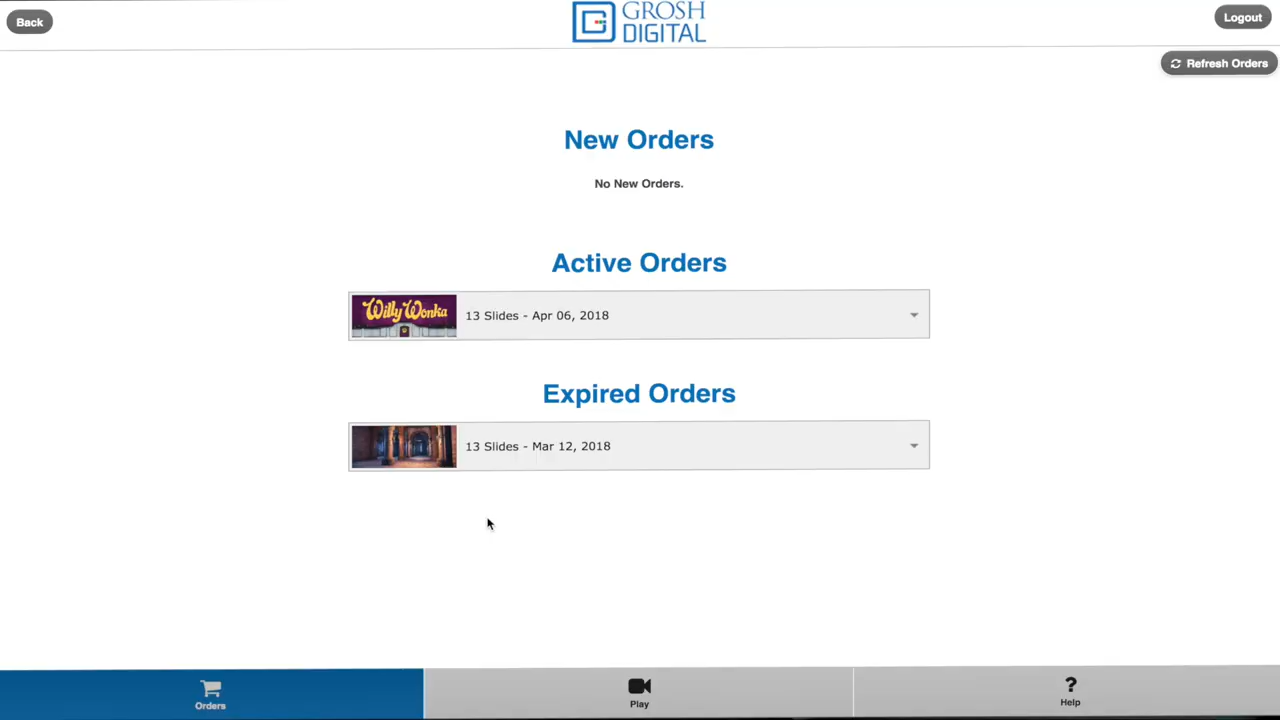 Back
GROSH
DIGITAL
Logout
Refresh Orders
New Orders
No New Orders.
Active Orders
Willy Wonka
13 Slides - Apr 06, 2018
Expired Orders
13 Slides - Mar 12, 2018
Orders
Play
?
Help